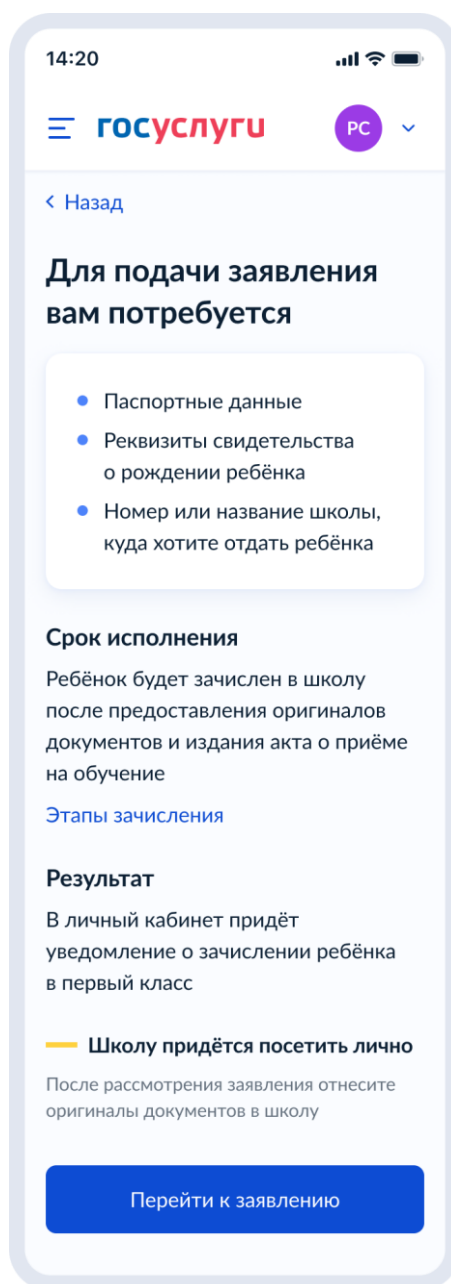 14:20
госуслуги
РС
Назад
Для подачи заявления
вам потребуется
Паспортные данные
Реквизиты свидетельства
о рождении ребёнка
Номер или название школы,
куда хотите отдать ребёнка
Срок исполнения
Ребёнок будет зачислен в школу
после предоставления оригиналов
документов и издания акта о приёме
на обучение
Этапы зачисления
Результат
В личный кабинет придёт
уведомление о зачислении ребёнка
в первый класс
Школу придётся посетить лично
После рассмотрения заявления отнесите
оригиналы документов в школу
Перейти к заявлению